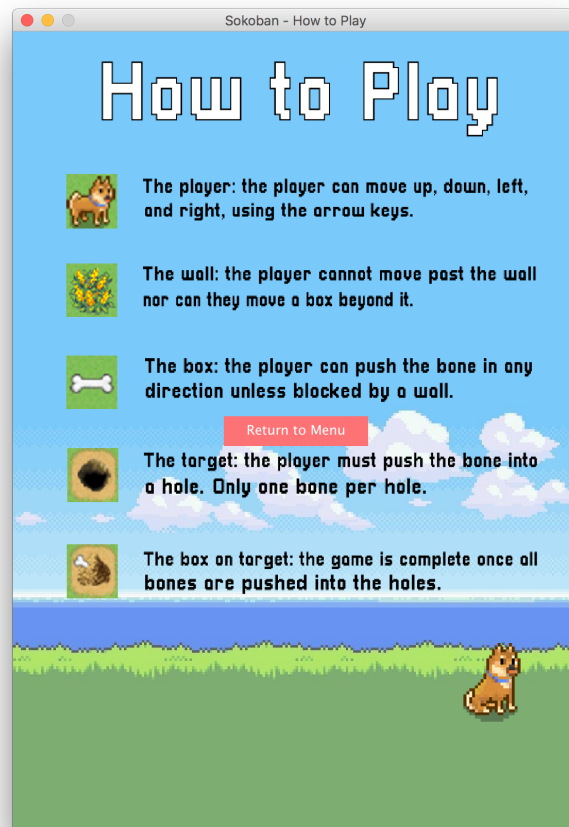 Sokoban - How to Play
How to Play
The player: the player can move up, down, left,
and right, using the arrow keys.
The wall: the player cannot move past the wall
nor can they move a box beyond it.
The box: the player can push the bone in any
direction unless blocked by a wall.
Return to Menu
The target: the player must push the bone into
a hole. Only one bone per hole.
The box on target: the game is complete once all
bones are pushed into the holes.